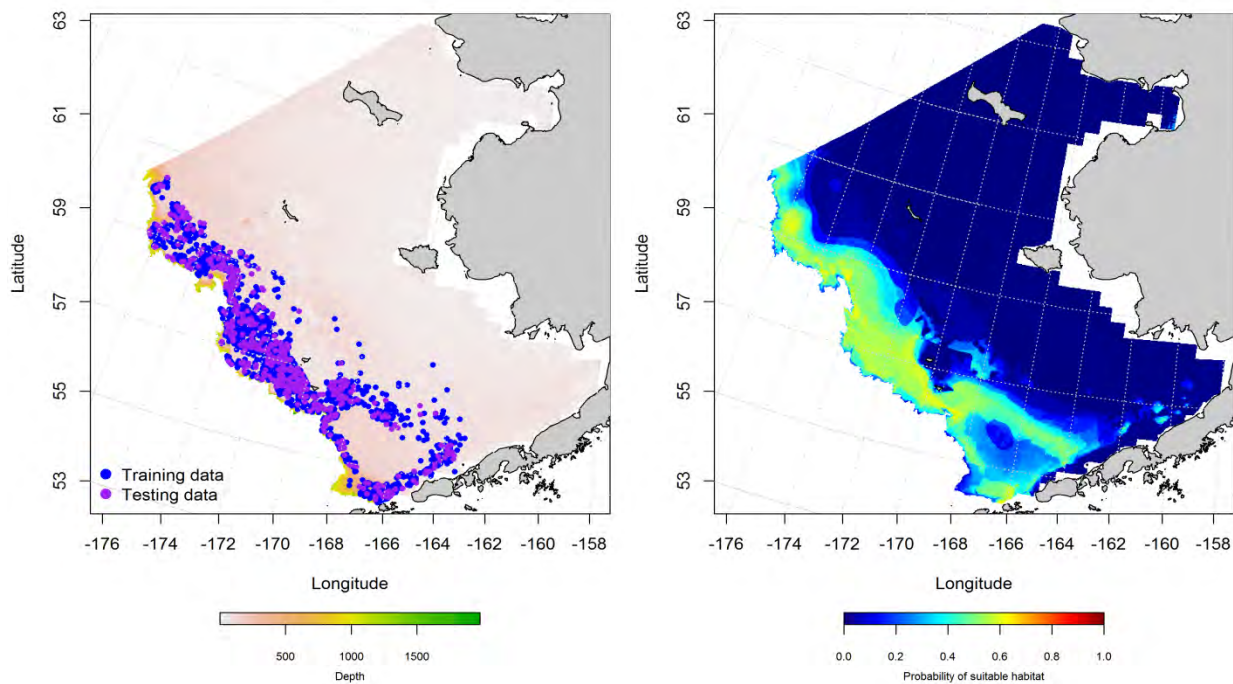 63
61
59
57
55
53
Latitude
Training data
Testing data
-176 -174 -172 -170 -168 -166 -164 -162 -160 -158
Longitude
500 1000 1500
Depth
63
61
59
57
55
53
Latitude
-176 -174 -172 -170 -168 -166 -164 -162 -160 -158
Longitude
0.0 0.2 0.4 0.6 0.8 1.0
Probability of suitable habitat